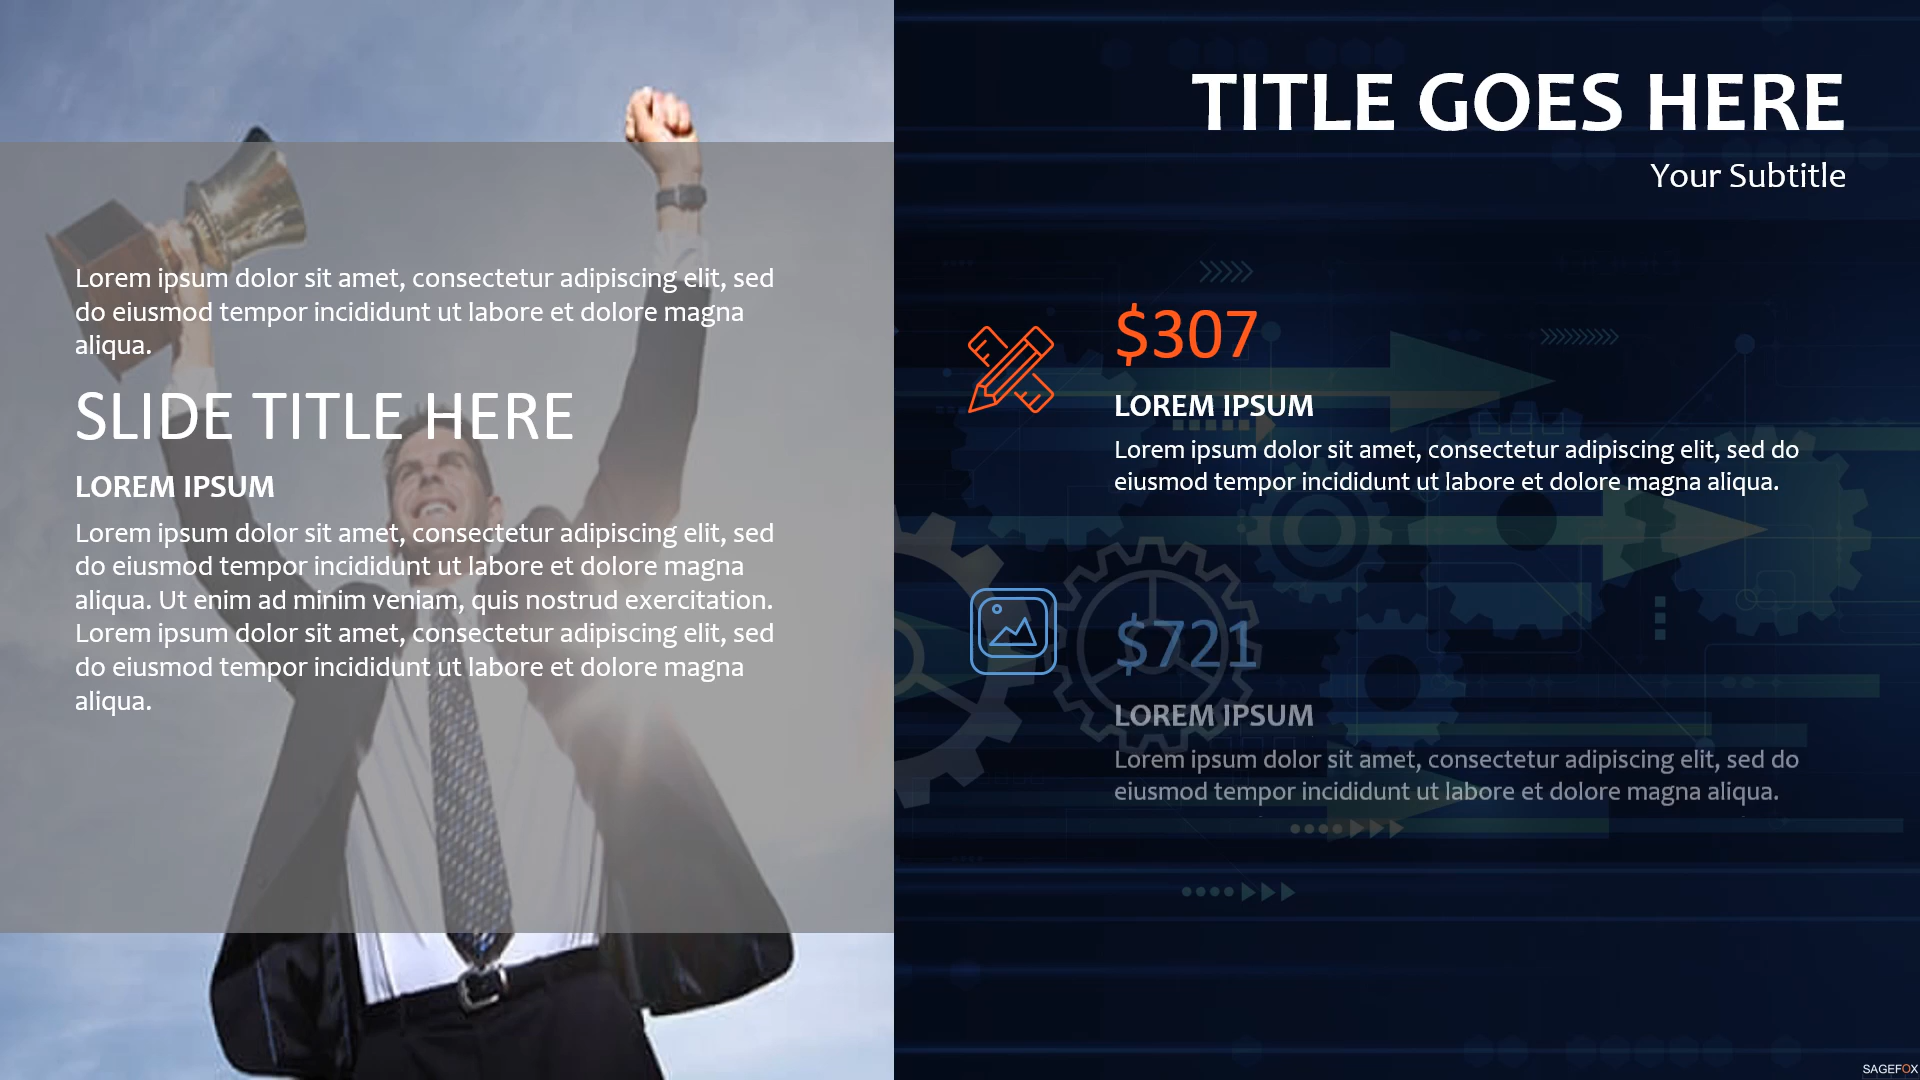 TITLE GOES HERE
Your Subtitle
Lorem ipsum dolor sit amet, consectetur adipiscing elit, sed
do eiusmod tempor incididunt ut labore et dolore magna
aliqua.
SLIDE TITLE HERE
LOREM IPSUM
Lorem ipsum dolor sit amet, consectetur adipiscing elit, sed
do eiusmod tempor incididunt ut labore et dolore magna
aliqua. Ut enim ad minim veniam, quis nostrud exercitation.
Lorem ipsum dolor sit amet, consectetur adipiscing elit, sed
do eiusmod tempor incididunt ut labore et dolore magna
aliqua.
$307
LOREM IPSUM
Lorem ipsum dolor sit amet, consectetur adipiscing elit, sed do
eiusmod tempor incididunt ut labore et dolore magna aliqua.
$721
LOREM IPSUM
Lorem ipsum dolor sit amet, consectetur adipiscing elit, sed do
eiusmod tempor incididunt ut labore et dolore magna aliqua.
SAGEFOX